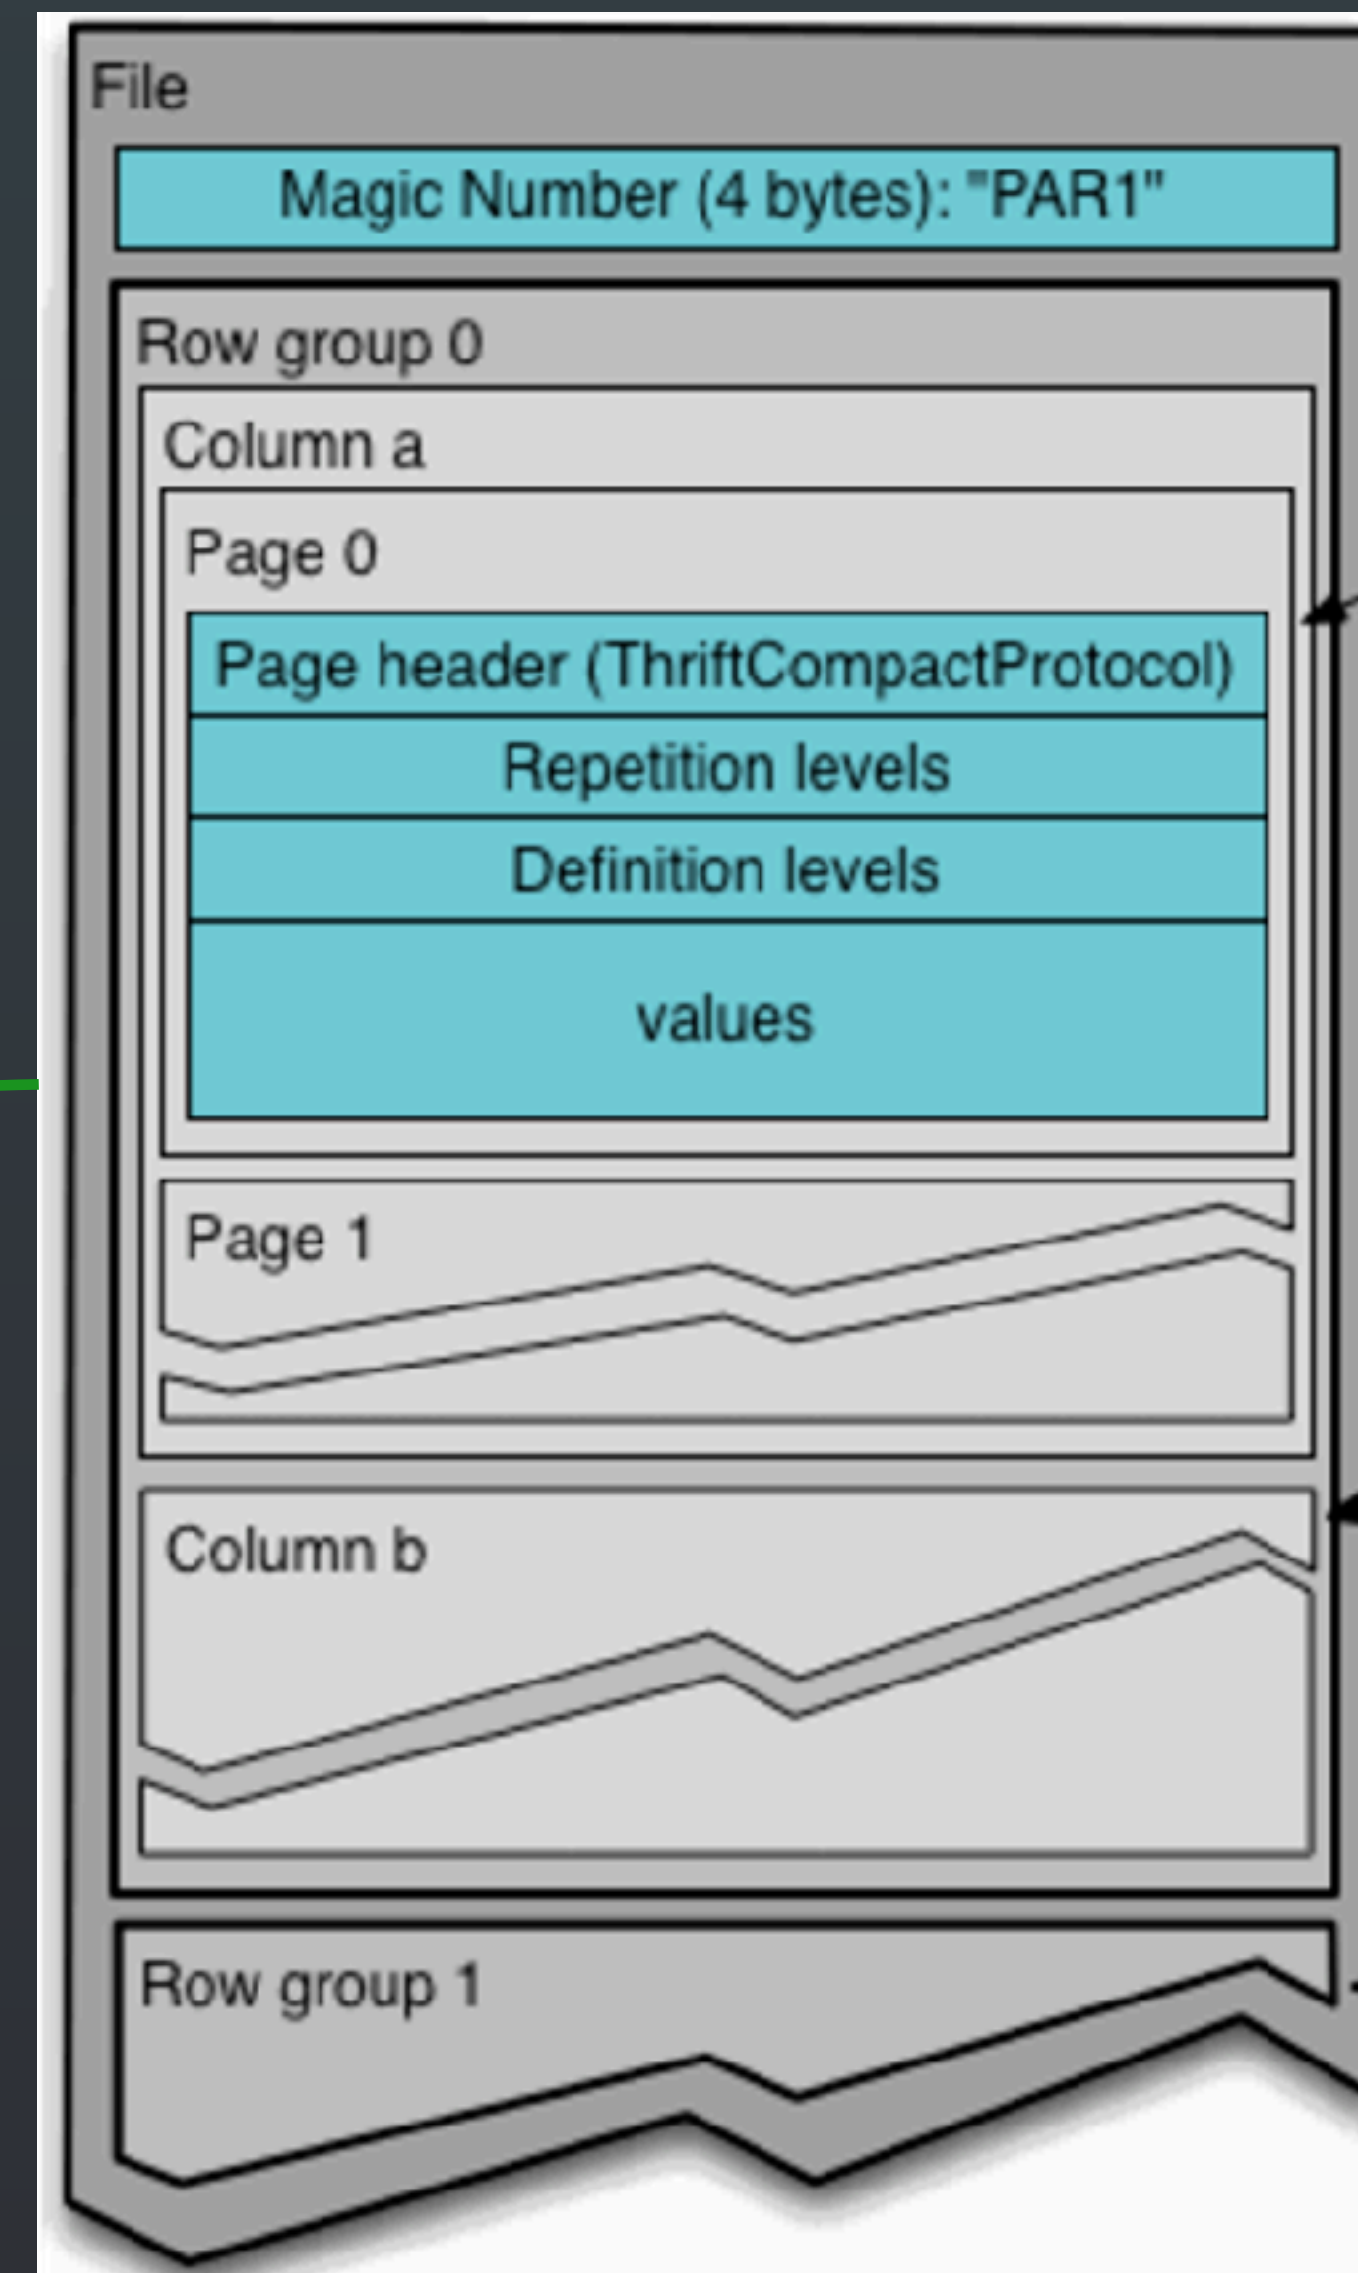 File
Magic Number (4 bytes): "PAR1"
Row group 0
Column a
Page 0
Page header (ThriftCompactProtocol)
Repetition levels
Definition levels
values
Page 1
Column b
Row group 1